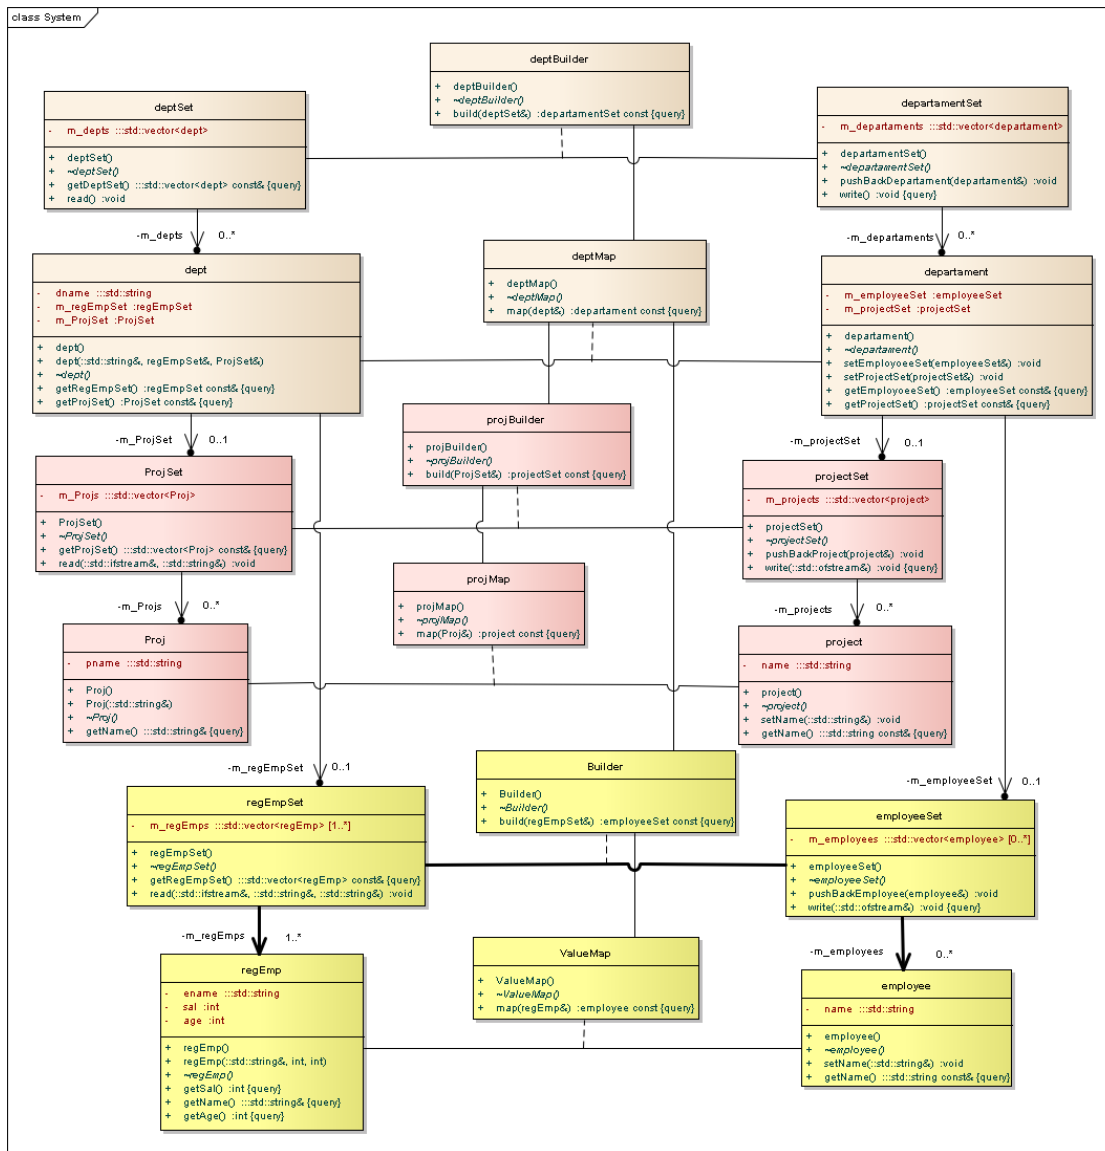 class System
deptBuilder
+ deptBuilder()
+ ~deptBuilder()
+ build(deptSet&) :departamentSet const {query}
deptSet
- m_depts :::std::vector<dept>
+ deptSet()
+ ~deptSet()
+ getDeptSet() :::std::vector<dept> const& {query}
+ read() :void
departamentSet
- m_departaments :::std::vector<departament>
+ departamentSet()
+ ~departamentSet()
+ pushBackDepartament(departament&) :void
+ write() :void {query}
-m_depts 0..*
-m_departaments 0..*
dept
- dname :::std::string
- m_regEmpSet :regEmpSet
- m_ProjSet :ProjSet
+ dept()
+ dept(::std::string&, regEmpSet&, ProjSet&)
+ ~dept()
+ getRegEmpSet() :regEmpSet const& {query}
+ getProjSet() :ProjSet const& {query}
deptMap
+ deptMap()
+ ~deptMap()
+ map(dept&) :departament const {query}
departament
- m_employeeSet :employeeSet
- m_projectSet :projectSet
+ departament()
+ ~departament()
+ setEmployoeeSet(employeeSet&) :void
+ setProjectSet(projectSet&) :void
+ getEmployoeeSet() :employeeSet const& {query}
+ getProjectSet() :projectSet const& {query}
-m_ProjSet 0..1
-m_projectSet 0..1
projBuilder
+ projBuilder()
+ ~projBuilder()
+ build(ProjSet&) :projectSet const {query}
ProjSet
- m_Projs :::std::vector<Proj>
+ ProjSet()
+ ~ProjSet()
+ getProjSet() :::std::vector<Proj> const& {query}
+ read(::std::ifstream&, ::std::string&) :void
projectSet
- m_projects :::std::vector<project>
+ projectSet()
+ ~projectSet()
+ pushBackProject(project&) :void
+ write(::std::ofstream&) :void {query}
-m_Projs 0..*
-m_projects 0..*
projMap
+ projMap()
+ ~projMap()
+ map(Proj&) :project const {query}
Proj
- pname :::std::string
+ Proj()
+ Proj(::std::string&)
+ ~Proj()
+ getName() :::std::string& {query}
project
- name :::std::string
+ project()
+ ~project()
+ setName(::std::string&) :void
+ getName() :::std::string const& {query}
-m_regEmpSet 0..1
-m_employeeSet 0..1
Builder
+ Builder()
+ ~Builder()
+ build(regEmpSet&) :employeeSet const {query}
regEmpSet
- m_regEmps :::std::vector<regEmp> [1..*]
+ regEmpSet()
+ ~regEmpSet()
+ getRegEmpSet() :::std::vector<regEmp> const& {query}
+ read(::std::ifstream&, ::std::string&, ::std::string&) :void
employeeSet
- m_employees :::std::vector<employee> [0..*]
+ employeeSet()
+ ~employeeSet()
+ pushBackEmployee(employee&) :void
+ write(::std::ofstream&) :void {query}
-m_regEmps 1..*
-m_employees 0..*
ValueMap
+ ValueMap()
+ ~ValueMap()
+ map(regEmp&) :employee const {query}
regEmp
- ename :::std::string
- sal :int
- age :int
+ regEmp()
+ regEmp(::std::string&, int, int)
+ ~regEmp()
+ getSal() :int {query}
+ getName() :::std::string& {query}
+ getAge() :int {query}
employee
- name :::std::string
+ employee()
+ ~employee()
+ setName(::std::string&) :void
+ getName() :::std::string const& {query}